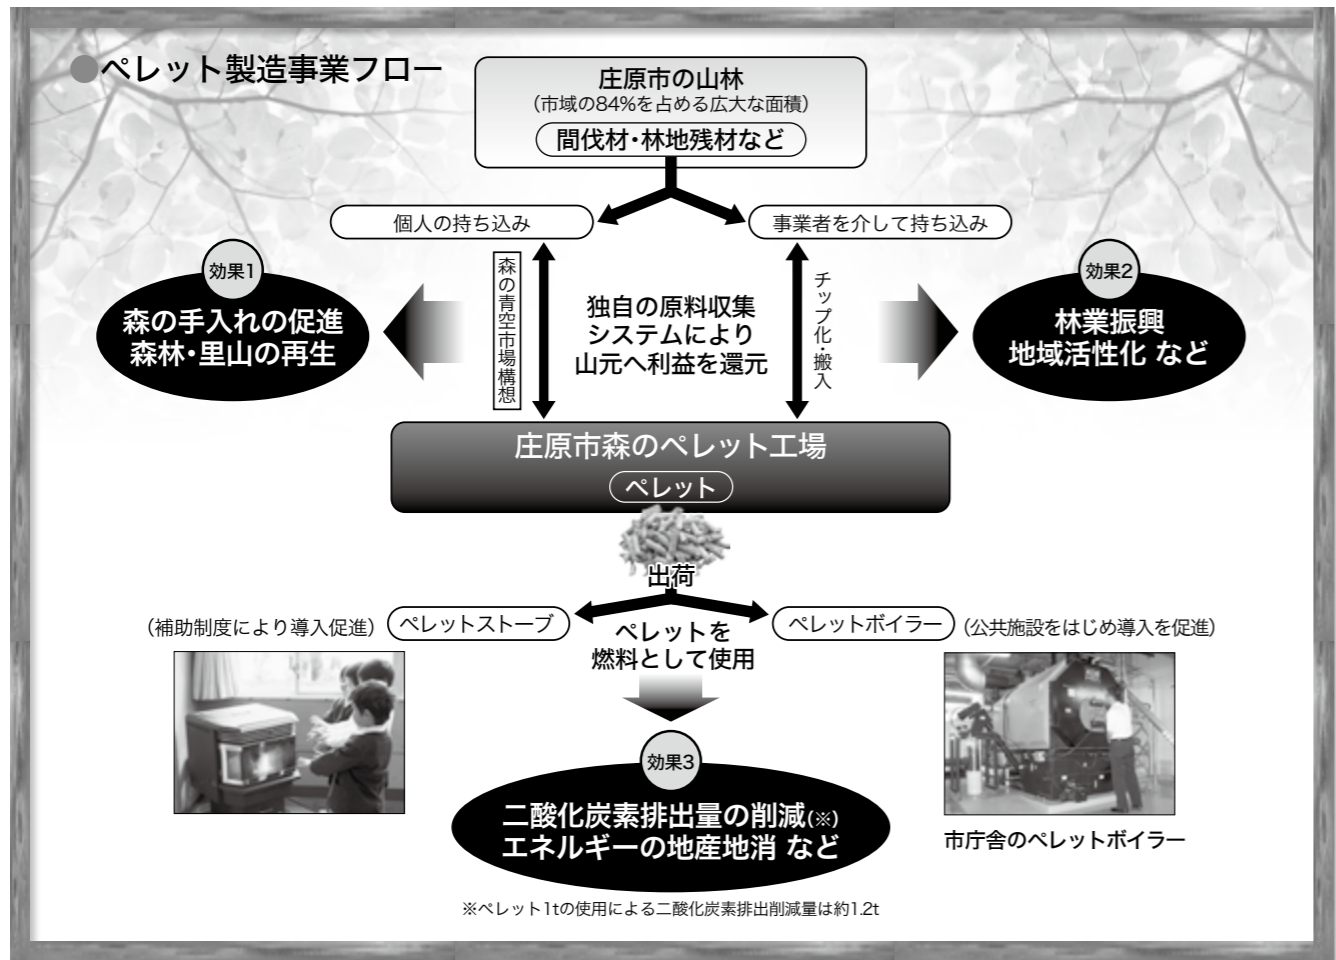 ●ペレット製造事業フロー
庄原市の山林
(市域の84%を占める広大な面積)
間伐材・林地残材など
個人の持ち込み
事業者を介して持ち込み
効果1
森の手入れの促進
森林・里山の再生
森の青空市場構想
独自の原料収集
システムにより
山元へ利益を還元
チップ化・搬入
効果2
林業振興
地域活性化 など
庄原市森のペレット工場
ペレット
出荷
(補助制度により導入促進)
ペレットストーブ
ペレットを
燃料として使用
ペレットボイラー
(公共施設をはじめ導入を促進)
効果3
二酸化炭素排出量の削減(※)
エネルギーの地産地消 など
市庁舎のペレットボイラー
※ペレット1tの使用による二酸化炭素排出削減量は約1.2t